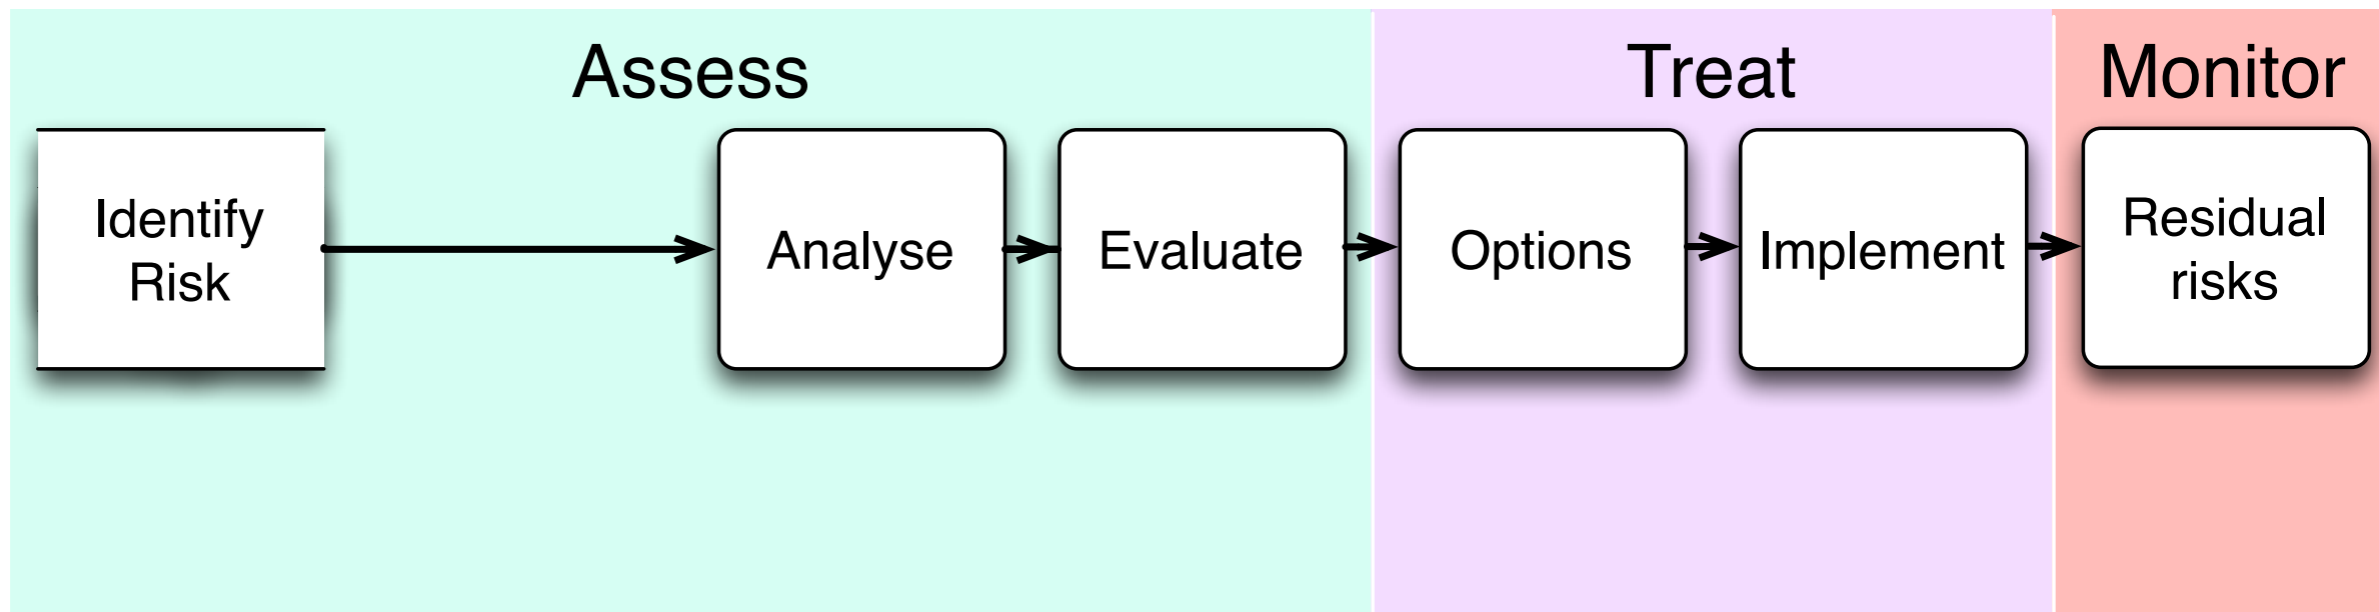 Assess
Treat
Monitor
Identify
Risk
Analyse
Evaluate
Options
Implement
Residual
risks